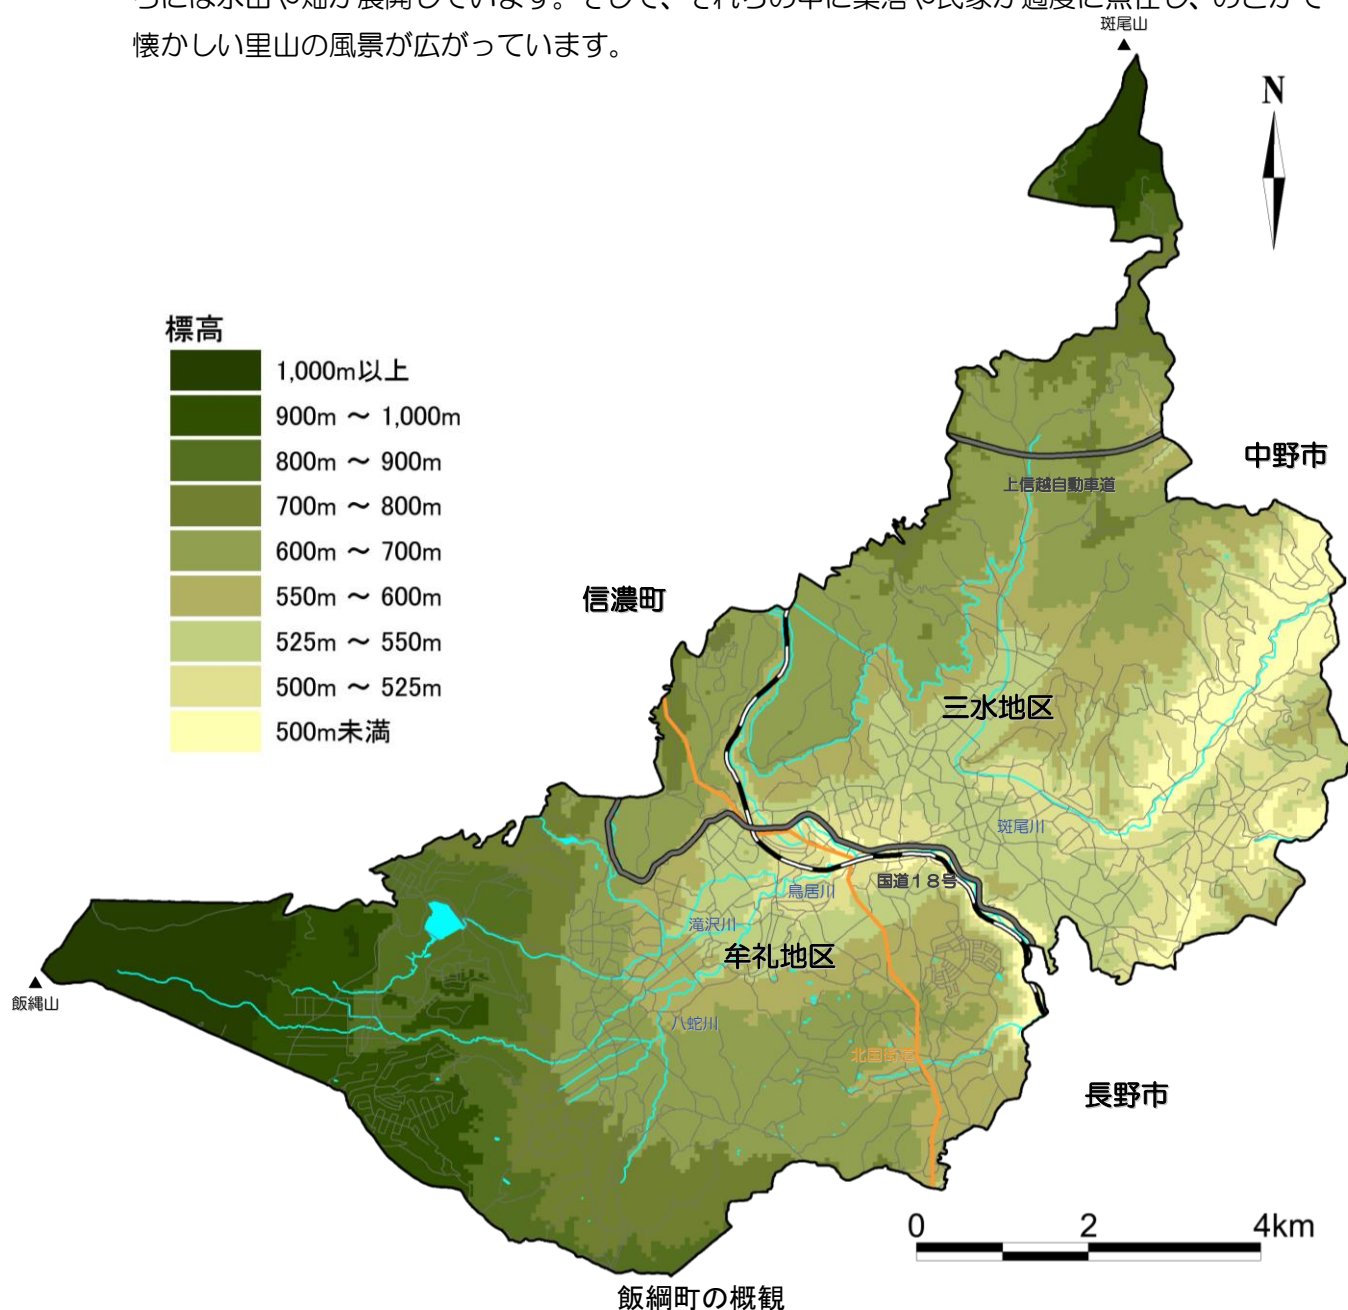 懐かしい里山の風景が広がっています。
斑尾山
N
標高
1,000m以上
900m ～ 1,000m
800m ～ 900m
700m ～ 800m
600m ～ 700m
550m ～ 600m
525m ～ 550m
500m ～ 525m
500m未満
中野市
上信越自動車道
信濃町
三水地区
斑尾川
国道18号
鳥居川
滝沢川
牟礼地区
飯縄山
八蛇川
北国街道
長野市
0 2 4km
飯綱町の概観